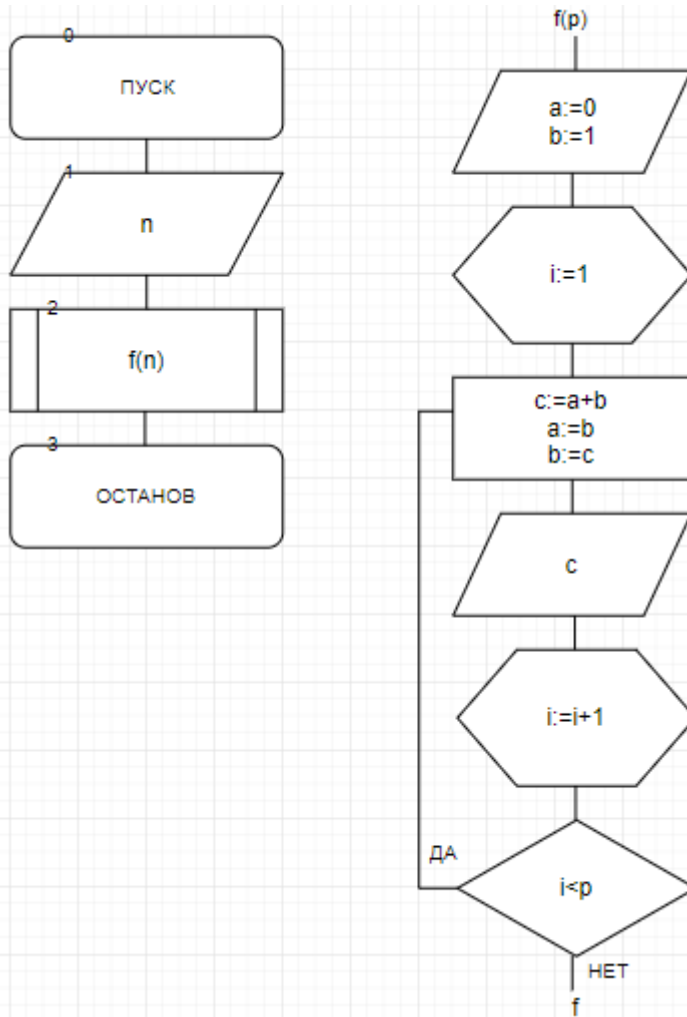 0
ПУСК
1
n
2
f(n)
3
ОСТАНОВ
f(p)
a:=0
b:=1
i:=1
c:=a+b
a:=b
b:=c
c
i:=i+1
ДА
i<p
НЕТ
f